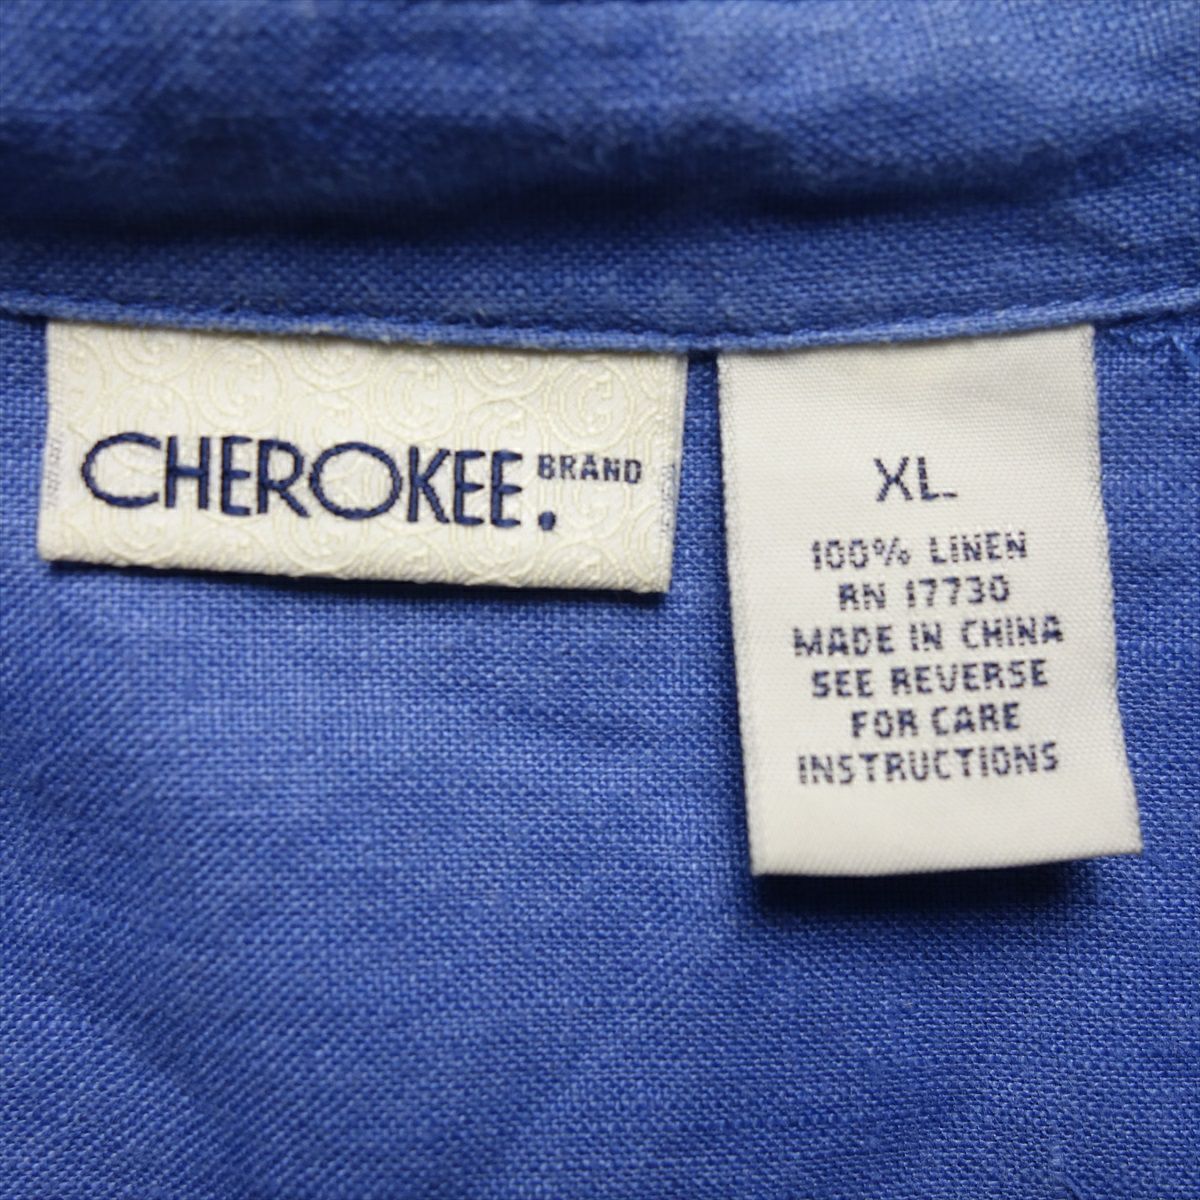 CHEROKEE. BRAND
XL
100% LINEN
RN 17730
MADE IN CHINA
SEE REVERSE
FOR CARE
INSTRUCTIONS